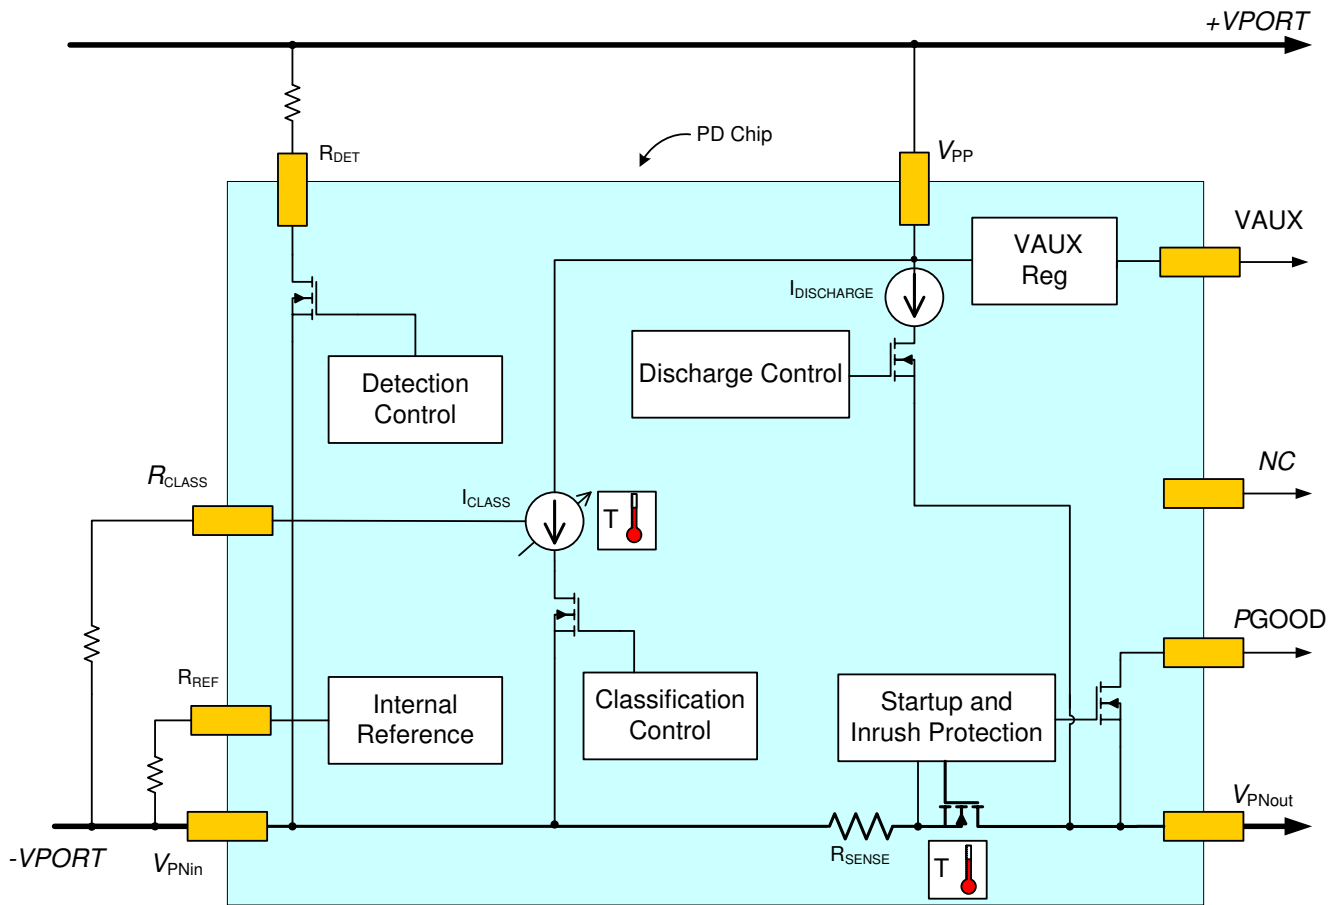 +VPORT
PD Chip
RDET
VPP
VAUX
VAUX
Reg
IDISCHARGE
Discharge Control
Detection
Control
RCLASS
ICLASS
T
NC
PGOOD
RREF
Internal
Reference
Classification
Control
Startup and
Inrush Protection
VPNout
-VPORT
VPNin
RSENSE
T